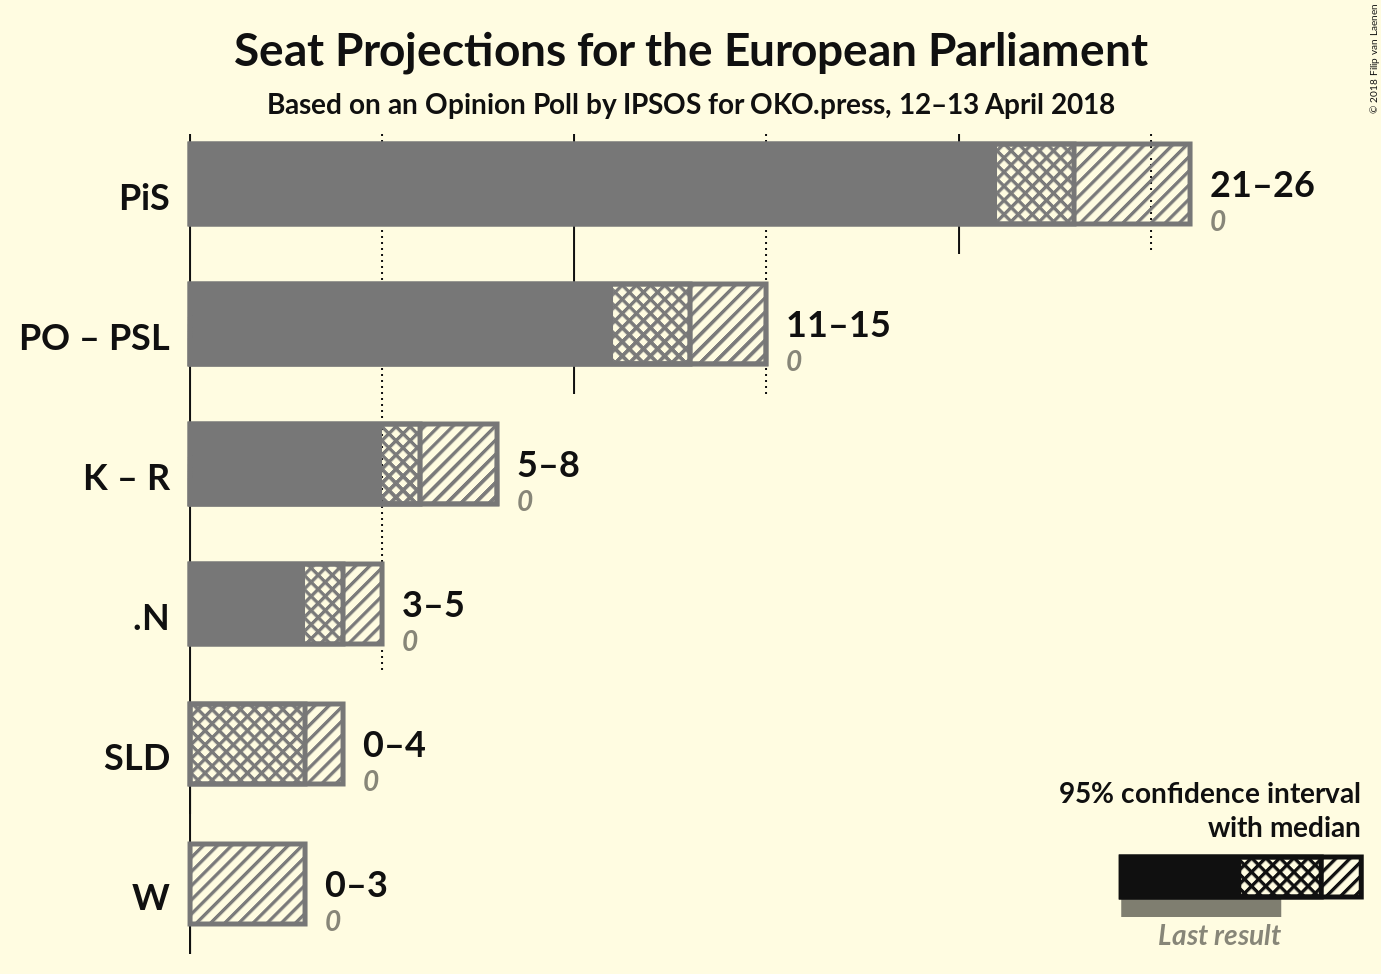 Seat Projections for the European Parliament
Based on an Opinion Poll by IPSOS for OKO.press, 12–13 April 2018
© 2018 Filip van Laenen
PiS
21–26
0
PO – PSL
11–15
0
K – R
5–8
0
.N
3–5
0
SLD
0–4
0
W
0–3
0
95% confidence interval
with median
Last result